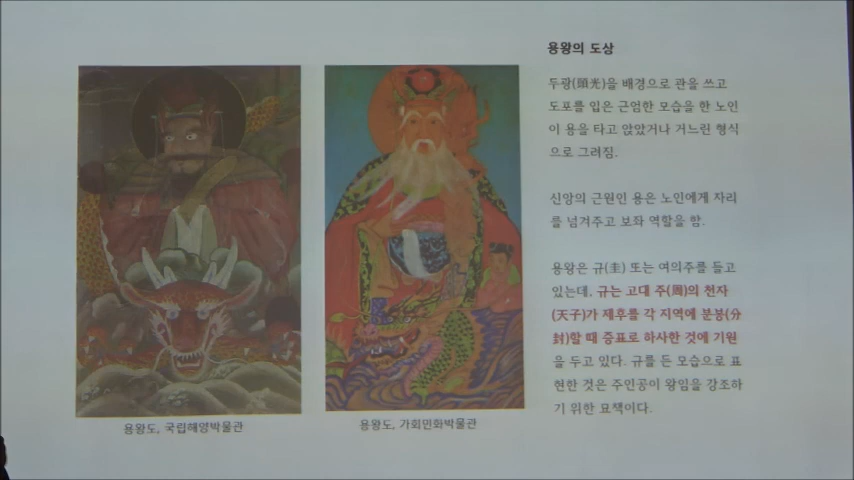 용왕의 도상
두광(頭光)을 배경으로 관을 쓰고
도포를 입은 근엄한 모습을 한 노인
이 용을 타고 앉았거나 거느린 형식
으로 그려짐.
신앙의 근원인 용은 노인에게 자리
를 넘겨주고 보좌 역할을 함.
용왕은 규(圭) 또는 여의주를 들고
있는데, 규는 고대 주(周)의 천자
(天子)가 제후를 각 지역에 분봉(分
封)할 때 증표로 하사한 것에 기원
을 두고 있다. 규를 든 모습으로 표
현한 것은 주인공이 왕임을 강조하
기 위한 묘책이다.
용왕도, 국립해양박물관
용왕도, 가회민화박물관